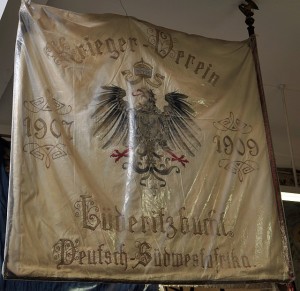 Krieger-Verein
1907 1909
Lüderitzbucht.
Deutsch-Südwestafrika.